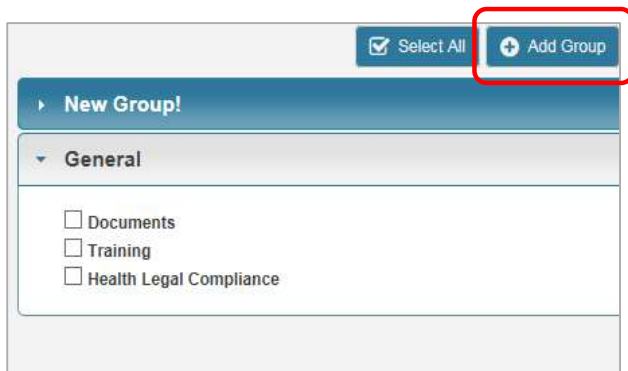 Select All Add Group
New Group!
General
Documents
Training
Health Legal Compliance